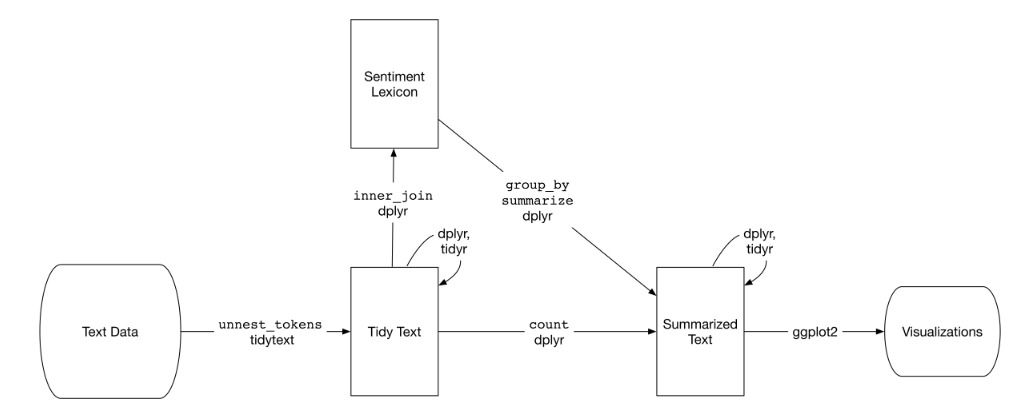 Sentiment
Lexicon
inner_join
dplyr
group_by
summarize
dplyr
dplyr,
tidyr
dplyr,
tidyr
Text Data
unnest_tokens
tidytext
Tidy Text
count
dplyr
Summarized
Text
ggplot2
Visualizations